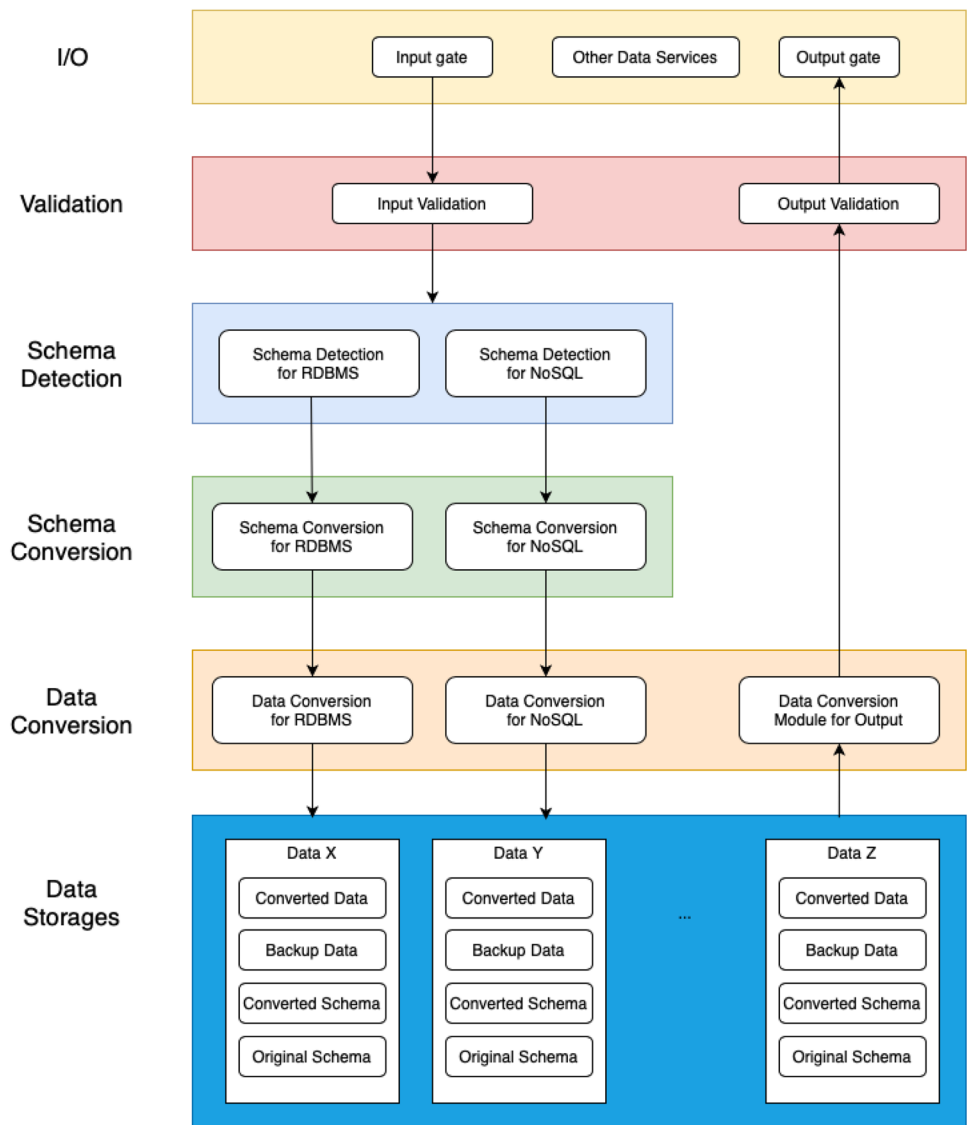 I/O
Input gate
Other Data Services
Output gate
Validation
Input Validation
Output Validation
Schema
Detection
Schema Detection
for RDBMS
Schema Detection
for NoSQL
Schema
Conversion
Schema Conversion
for RDBMS
Schema Conversion
for NoSQL
Data
Conversion
Data Conversion
for RDBMS
Data Conversion
for NoSQL
Data Conversion
Module for Output
Data
Storages
Data X
Converted Data
Backup Data
Converted Schema
Original Schema
Data Y
Converted Data
Backup Data
Converted Schema
Original Schema
...
Data Z
Converted Data
Backup Data
Converted Schema
Original Schema